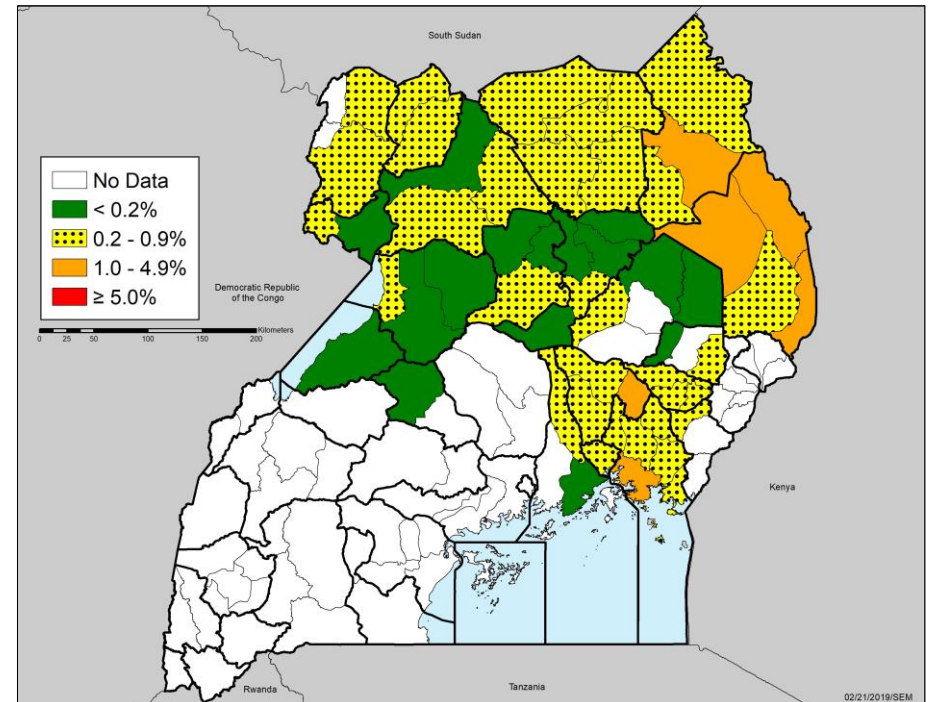 South Sudan
No Data
< 0.2%
0.2 - 0.9%
1.0 - 4.9%
≥ 5.0%
Democratic Republic
of the Congo
Kilometers
0 25 50 100 150 200
Kenya
Rwanda
Tanzania
02/21/2019/SEM